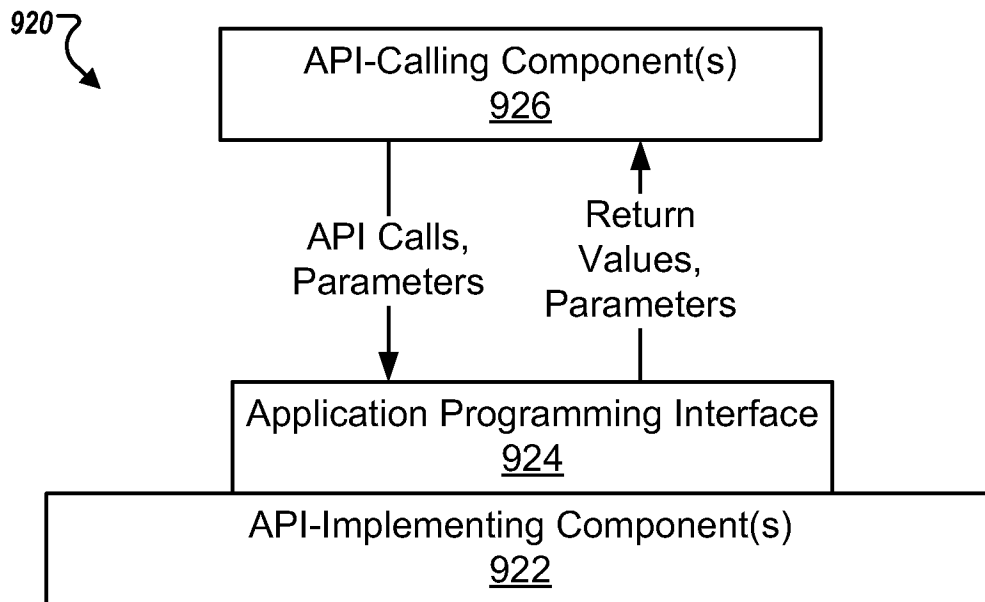 920
API-Calling Component(s)
926
API Calls,
Parameters
Return
Values,
Parameters
Application Programming Interface
924
API-Implementing Component(s)
922